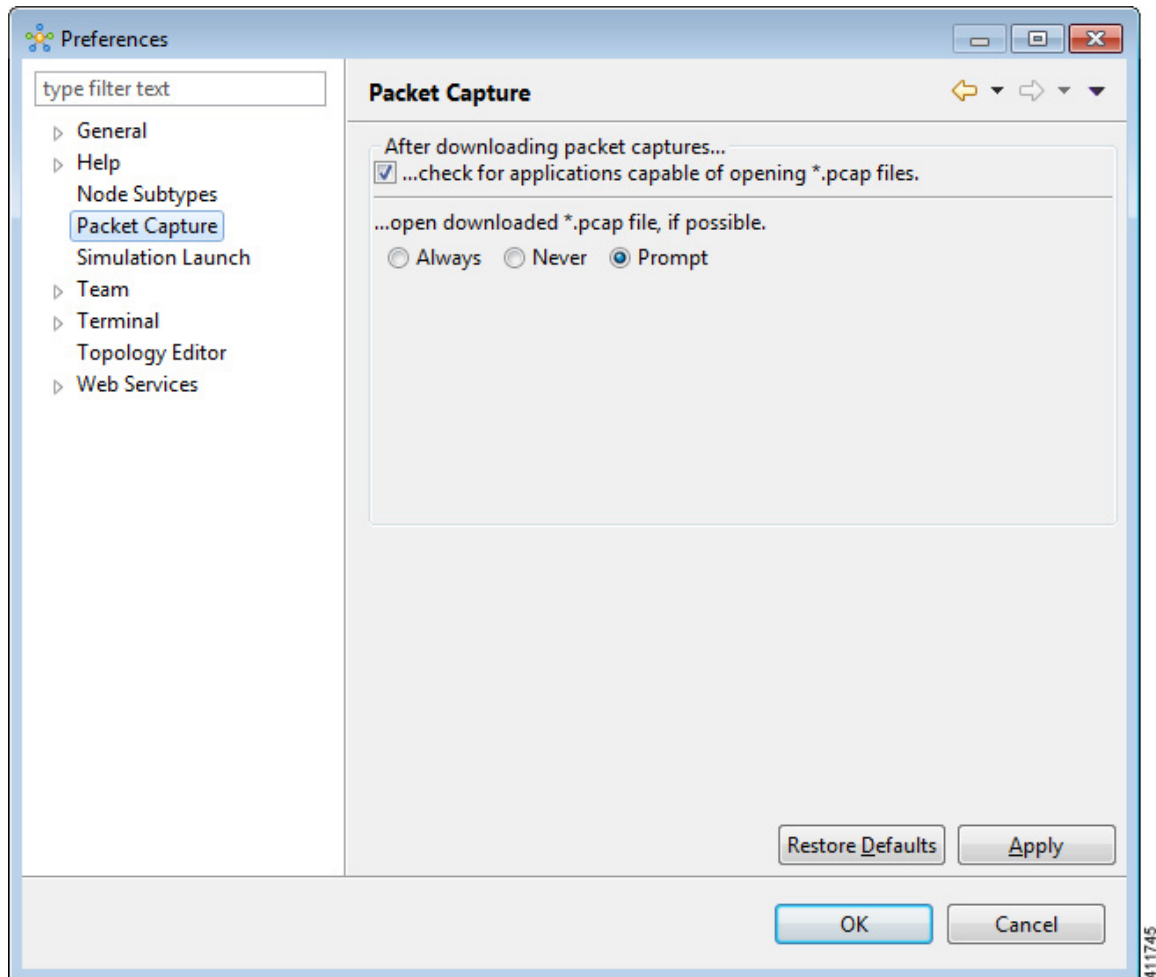 Preferences
type filter text
General
Help
Node Subtypes
Packet Capture
Simulation Launch
Team
Terminal
Topology Editor
Web Services
Packet Capture
After downloading packet captures...
...check for applications capable of opening *.pcap files.
...open downloaded *.pcap file, if possible.
Always Never Prompt
Restore Defaults Apply
OK Cancel
411745